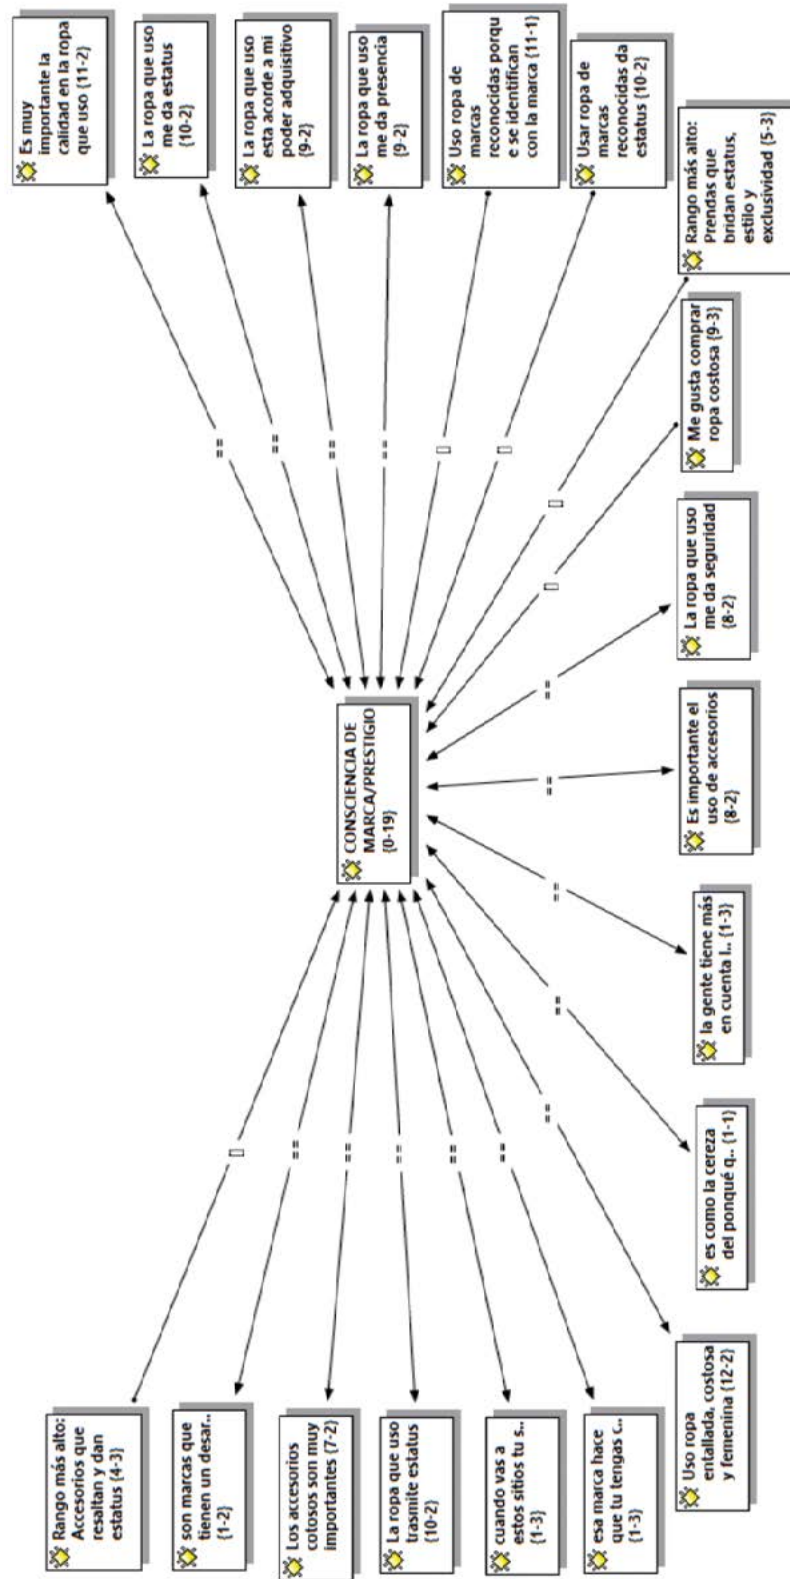 Rango más alto:
Accesorios que
resaltan y dan
estatus {4-3}
son marcas que
tienen un desar..
{1-2}
Los accesorios
cotosos son muy
importantes {7-2}
La ropa que uso
trasmite estatus
{10-2}
cuando vas a
estos sitios tu s..
{1-3}
esa marca hace
que tu tengas c..
{1-3}
Uso ropa
entallada, costosa
y femenina {12-2}
es como la cereza
del ponqué q.. {1-1}
la gente tiene más
en cuenta l.. {1-3}
Es importante el
uso de accesorios
{8-2}
La ropa que uso
me da seguridad
{8-2}
Me gusta comprar
ropa costosa {9-3}
CONSCIENCIA DE
MARCA/PRESTIGIO
{0-19}
Es muy
importante la
calidad en la ropa
que uso {11-2}
La ropa que uso
me da estatus
{10-2}
La ropa que uso
esta acorde a mi
poder adquisitivo
{9-2}
La ropa que uso
me da presencia
{9-2}
Uso ropa de
marcas
reconocidas porqu
e se identifican
con la marca {11-1}
Usar ropa de
marcas
reconocidas da
estatus {10-2}
Rango más alto:
Prendas que
bridan estatus,
estilo y
exclusividad {5-3}
==
==
==
==
==
==
==
==
==
==
==
==
==
==